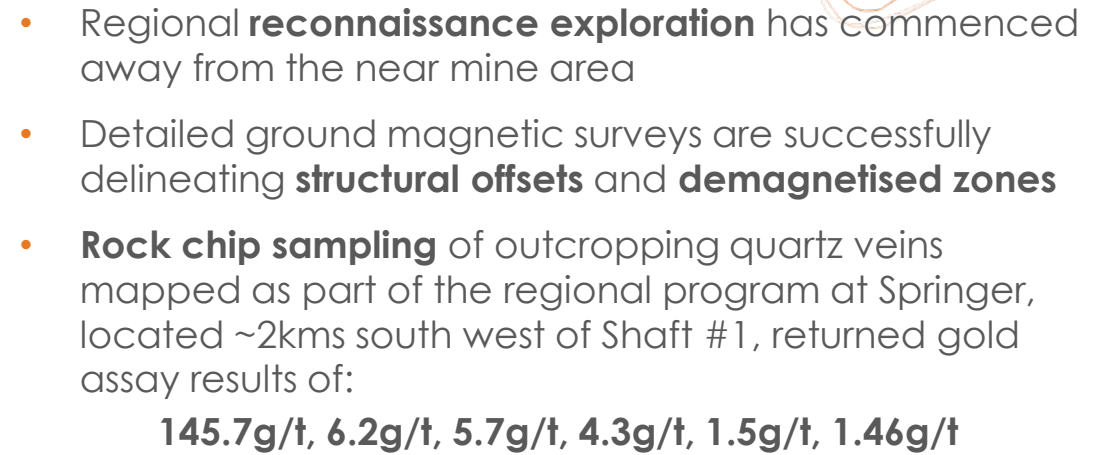 • Regional reconnaissance exploration has commenced
away from the near mine area
• Detailed ground magnetic surveys are successfully
delineating structural offsets and demagnetised zones
• Rock chip sampling of outcropping quartz veins
mapped as part of the regional program at Springer,
located ~2kms south west of Shaft #1, returned gold
assay results of:
145.7g/t, 6.2g/t, 5.7g/t, 4.3g/t, 1.5g/t, 1.46g/t